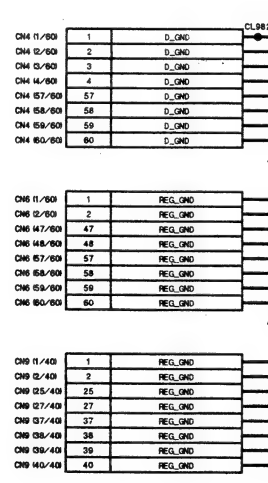 CL982
CN4 (1/60) 1 D_GND
CN4 (2/60) 2 D_GND
CN4 (3/60) 3 D_GND
CN4 (4/60) 4 D_GND
CN4 (57/60) 57 D_GND
CN4 (58/60) 58 D_GND
CN4 (59/60) 59 D_GND
CN4 (60/60) 60 D_GND
CN6 (1/60) 1 REG_GND
CN6 (2/60) 2 REG_GND
CN6 (47/60) 47 REG_GND
CN6 (48/60) 48 REG_GND
CN6 (57/60) 57 REG_GND
CN6 (58/60) 58 REG_GND
CN6 (59/60) 59 REG_GND
CN6 (60/60) 60 REG_GND
CN9 (1/40) 1 REG_GND
CN9 (2/40) 2 REG_GND
CN9 (25/40) 25 REG_GND
CN9 (27/40) 27 REG_GND
CN9 (37/40) 37 REG_GND
CN9 (38/40) 38 REG_GND
CN9 (39/40) 39 REG_GND
CN9 (40/40) 40 REG_GND